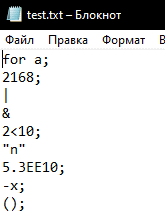 test.txt – Блокнот
Файл Правка Формат В
for a;
2168;
|
&
2<10;
"n"
5.3EE10;
-x;
();